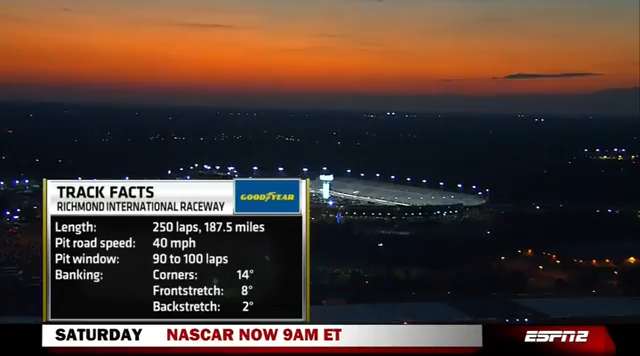 TRACK FACTS
RICHMOND INTERNATIONAL RACEWAY
GOODYEAR
Length: 250 laps, 187.5 miles
Pit road speed: 40 mph
Pit window: 90 to 100 laps
Banking: Corners: 14°
Frontstretch: 8°
Backstretch: 2°
SATURDAY NASCAR NOW 9AM ET
ESPN2